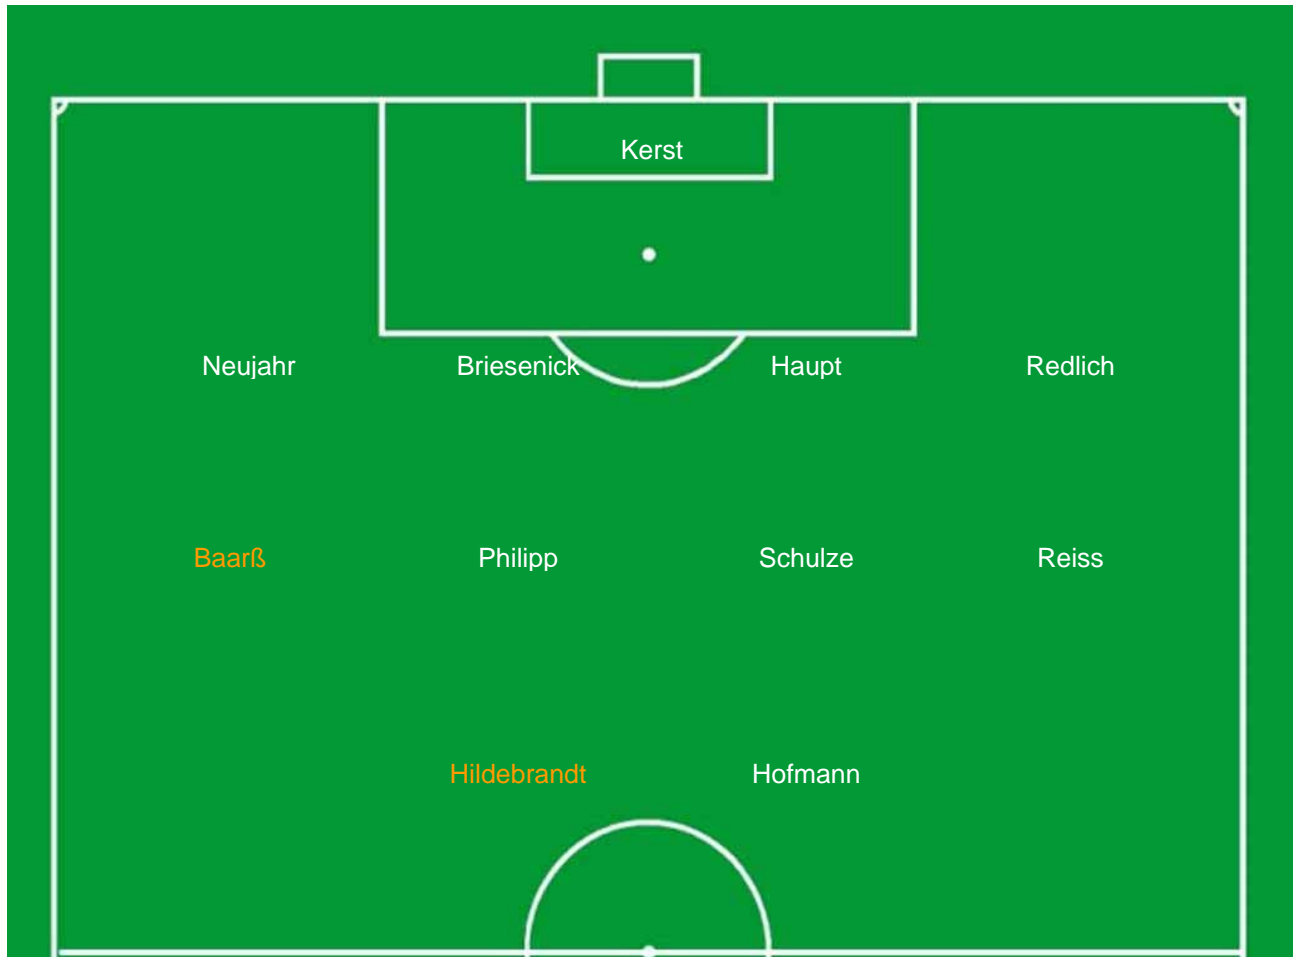 Kerst
Neujahr Briesenick Haupt Redlich
Baarß Philipp Schulze Reiss
Hildebrandt Hofmann